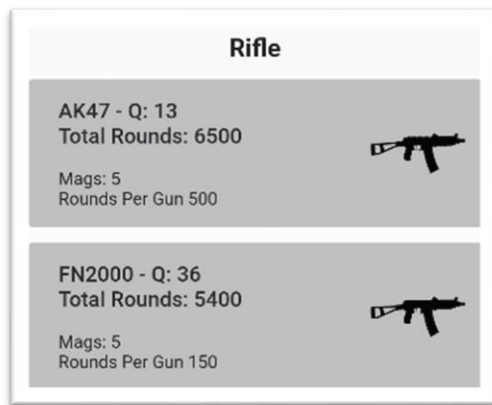 Rifle
AK47 - Q: 13
Total Rounds: 6500
Mags: 5
Rounds Per Gun 500
FN2000 - Q: 36
Total Rounds: 5400
Mags: 5
Rounds Per Gun 150